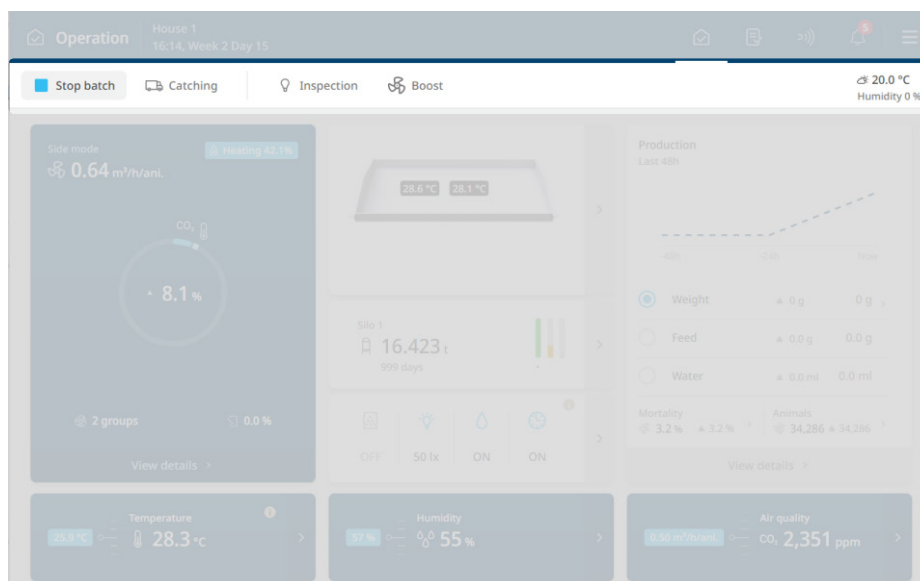 Operation
House 1
16:14, Week 2 Day 15
5
Stop batch
Catching
Inspection
Boost
20.0 °C
Humidity 0 %
Side mode
Heating 42.1%
0.64 m³/h/ani.
CO₂
8.1 %
2 groups
0.0 %
View details
28.6 °C
28.1 °C
Silo 1
16.423 t
999 days
OFF
50 lx
ON
ON
Production
Last 48h
-48h
-24h
Now
Weight ▲ 0 g 0 g
Feed ▲ 0.0 g 0.0 g
Water ▲ 0.0 ml 0.0 ml
Mortality
3.2 % ▲ 3.2 %
Animals
34,286 ▲ 34,286
View details
Temperature
25.9 °C
28.3 °C
Humidity
57 %
55 %
Air quality
0.50 m³/h/ani.
CO₂ 2,351 ppm